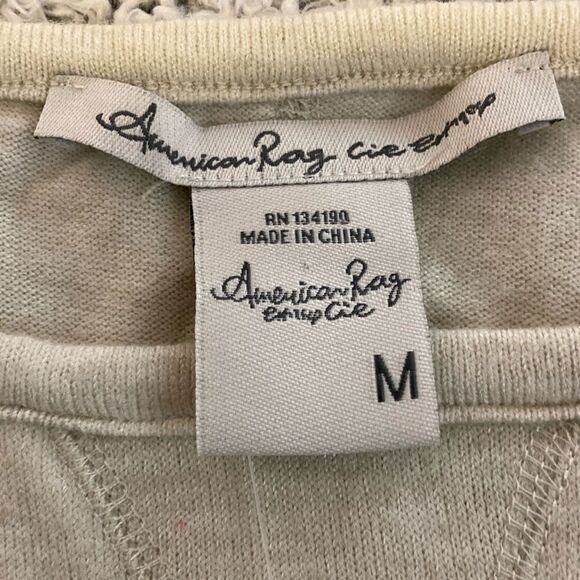 American Rag Cie
RN 134190
MADE IN CHINA
American Rag
Cie
M